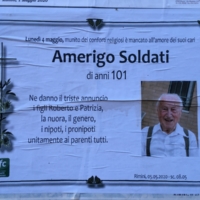 Lunedì 4 maggio, munito dei conforti religiosi è mancato all'amore dei suoi cari
Amerigo Soldati
di anni 101
Ne danno il triste annuncio
i figli Roberto e Patrizia,
la nuora, il genero,
i nipoti, i pronipoti
unitamente ai parenti tutti.